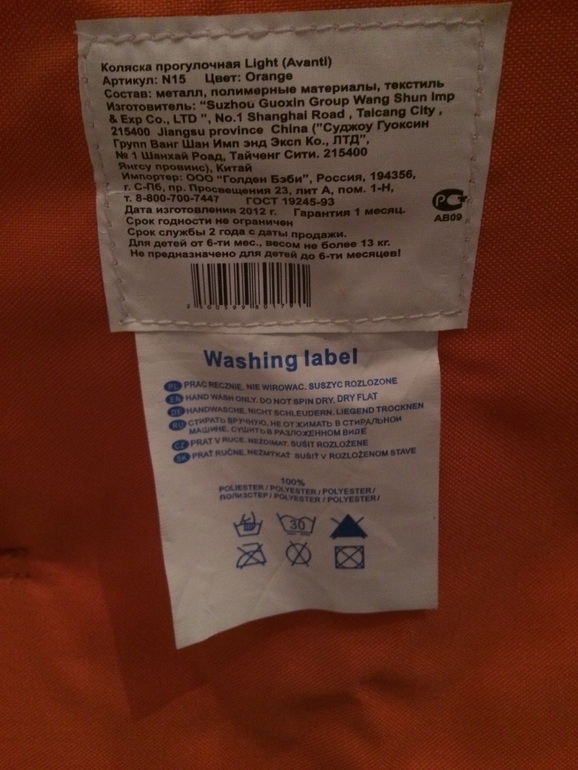 Коляска прогулочная Light (Avanti)
Артикул: N15 Цвет: Orange
Состав: металл, полимерные материалы, текстиль
Изготовитель: "Suzhou Guoxin Group Wang Shun Imp
& Exp Co., LTD ", No.1 Shanghai Road , Taicang City ,
215400 Jiangsu province China ("Суджоу Гуоксин
Групп Ванг Шан Имп энд Эксп Ко., ЛТД",
№ 1 Шанхай Роад, Тайченг Сити. 215400
Янгсу провинс), Китай
Импортер: ООО "Голден Бэби", Россия, 194356,
г. С-Пб, пр. Просвещения 23, лит А, пом. 1-Н,
т. 8-800-700-7447 ГОСТ 19245-93
Дата изготовления 2012 г. Гарантия 1 месяц.
Срок годности не ограничен
Срок службы 2 года с даты продажи.
Для детей от 6-ти мес., весом не более 13 кг.
Не предназначено для детей до 6-ти месяцев!
РС
АВ09
Washing label
PL PRAC RECZNIE, NIE WIROWAC. SUSZYC ROZLOZONE
EN HAND WASH ONLY. DO NOT SPIN DRY. DRY FLAT
DE HANDWASCHE, NICHT SCHLEUDERN. LIEGEND TROCKNEN
RU СТИРАТЬ ВРУЧНУЮ, НЕ ОТЖИМАТЬ В СТИРАЛЬНОЙ
МАШИНЕ. СУШИТЬ В РАЗЛОЖЕННОМ ВИДЕ
CZ PRAT V RUCE. NEŽDIMAT. SUŠIT ROZLOŽENE
SK PRAŤ RUČNE, NEŽMÝKAŤ SUŠIŤ V ROZLOŽENOM STAVE
100%
POLIESTER / POLYESTER / POLYESTER /
ПОЛИЭСТЕР / POLYESTER / POLYESTER /
30